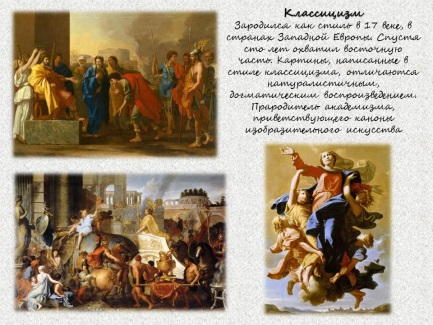 Классицизм
Зародился как стиль в 17 веке, в
странах Западной Европы. Спустя
сто лет охватил восточную
часть. Картины, написанные в
стиле классицизма, отличаются
натуралистичным,
догматическим воспроизведением.
Прародитель академизма,
приветствующего каноны
изобразительного искусства